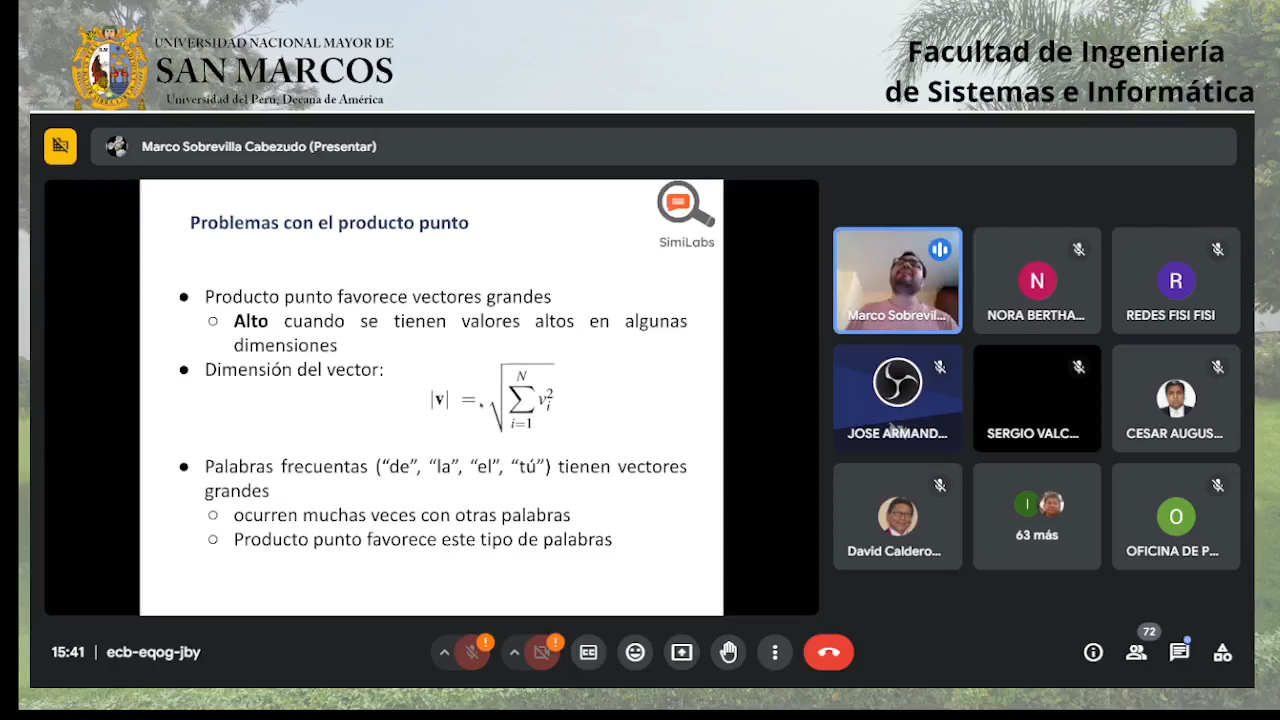 UNIVERSIDAD NACIONAL MAYOR DE
SAN MARCOS
Universidad del Perú, Decana de América
Facultad de Ingeniería
de Sistemas e Informática
Marco Sobrevilla Cabezudo (Presentar)
Problemas con el producto punto
SimiLabs
● Producto punto favorece vectores grandes
○ Alto cuando se tienen valores altos en algunas
dimensiones
● Dimensión del vector:
|v| = √ N ∑ i=1 v_i^2
● Palabras frecuentas (“de”, “la”, “el”, “tú”) tienen vectores
grandes
○ ocurren muchas veces con otras palabras
○ Producto punto favorece este tipo de palabras
Marco Sobrevil...
N
NORA BERTHA...
R
REDES FISI FISI
JOSE ARMAND...
SERGIO VALC...
CESAR AUGUS...
David Caldero...
I
63 más
O
OFICINA DE P...
15:41 | ecb-eqog-jby
72